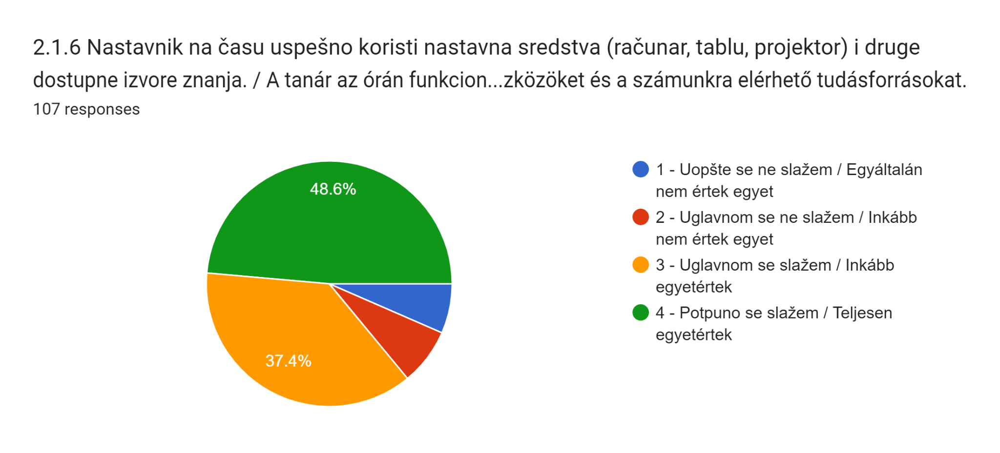 2.1.6 Nastavnik na času uspešno koristi nastavna sredstva (računar, tablu, projektor) i druge
dostupne izvore znanja. / A tanár az órán funkcion...zközöket és a számunkra elérhető tudásforrásokat.
107 responses
48.6%
37.4%
1 - Uopšte se ne slažem / Egyáltalán
nem értek egyet
2 - Uglavnom se ne slažem / Inkább
nem értek egyet
3 - Uglavnom se slažem / Inkább
egyetértek
4 - Potpuno se slažem / Teljesen
egyetértek